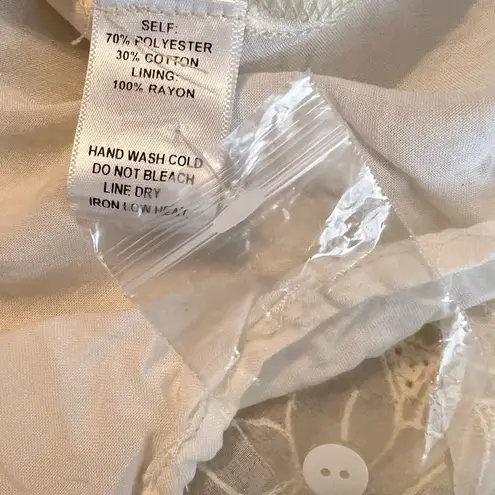 SELF:
70% POLYESTER
30% COTTON
LINING:
100% RAYON
HAND WASH COLD
DO NOT BLEACH
LINE DRY
IRON LOW HEAT